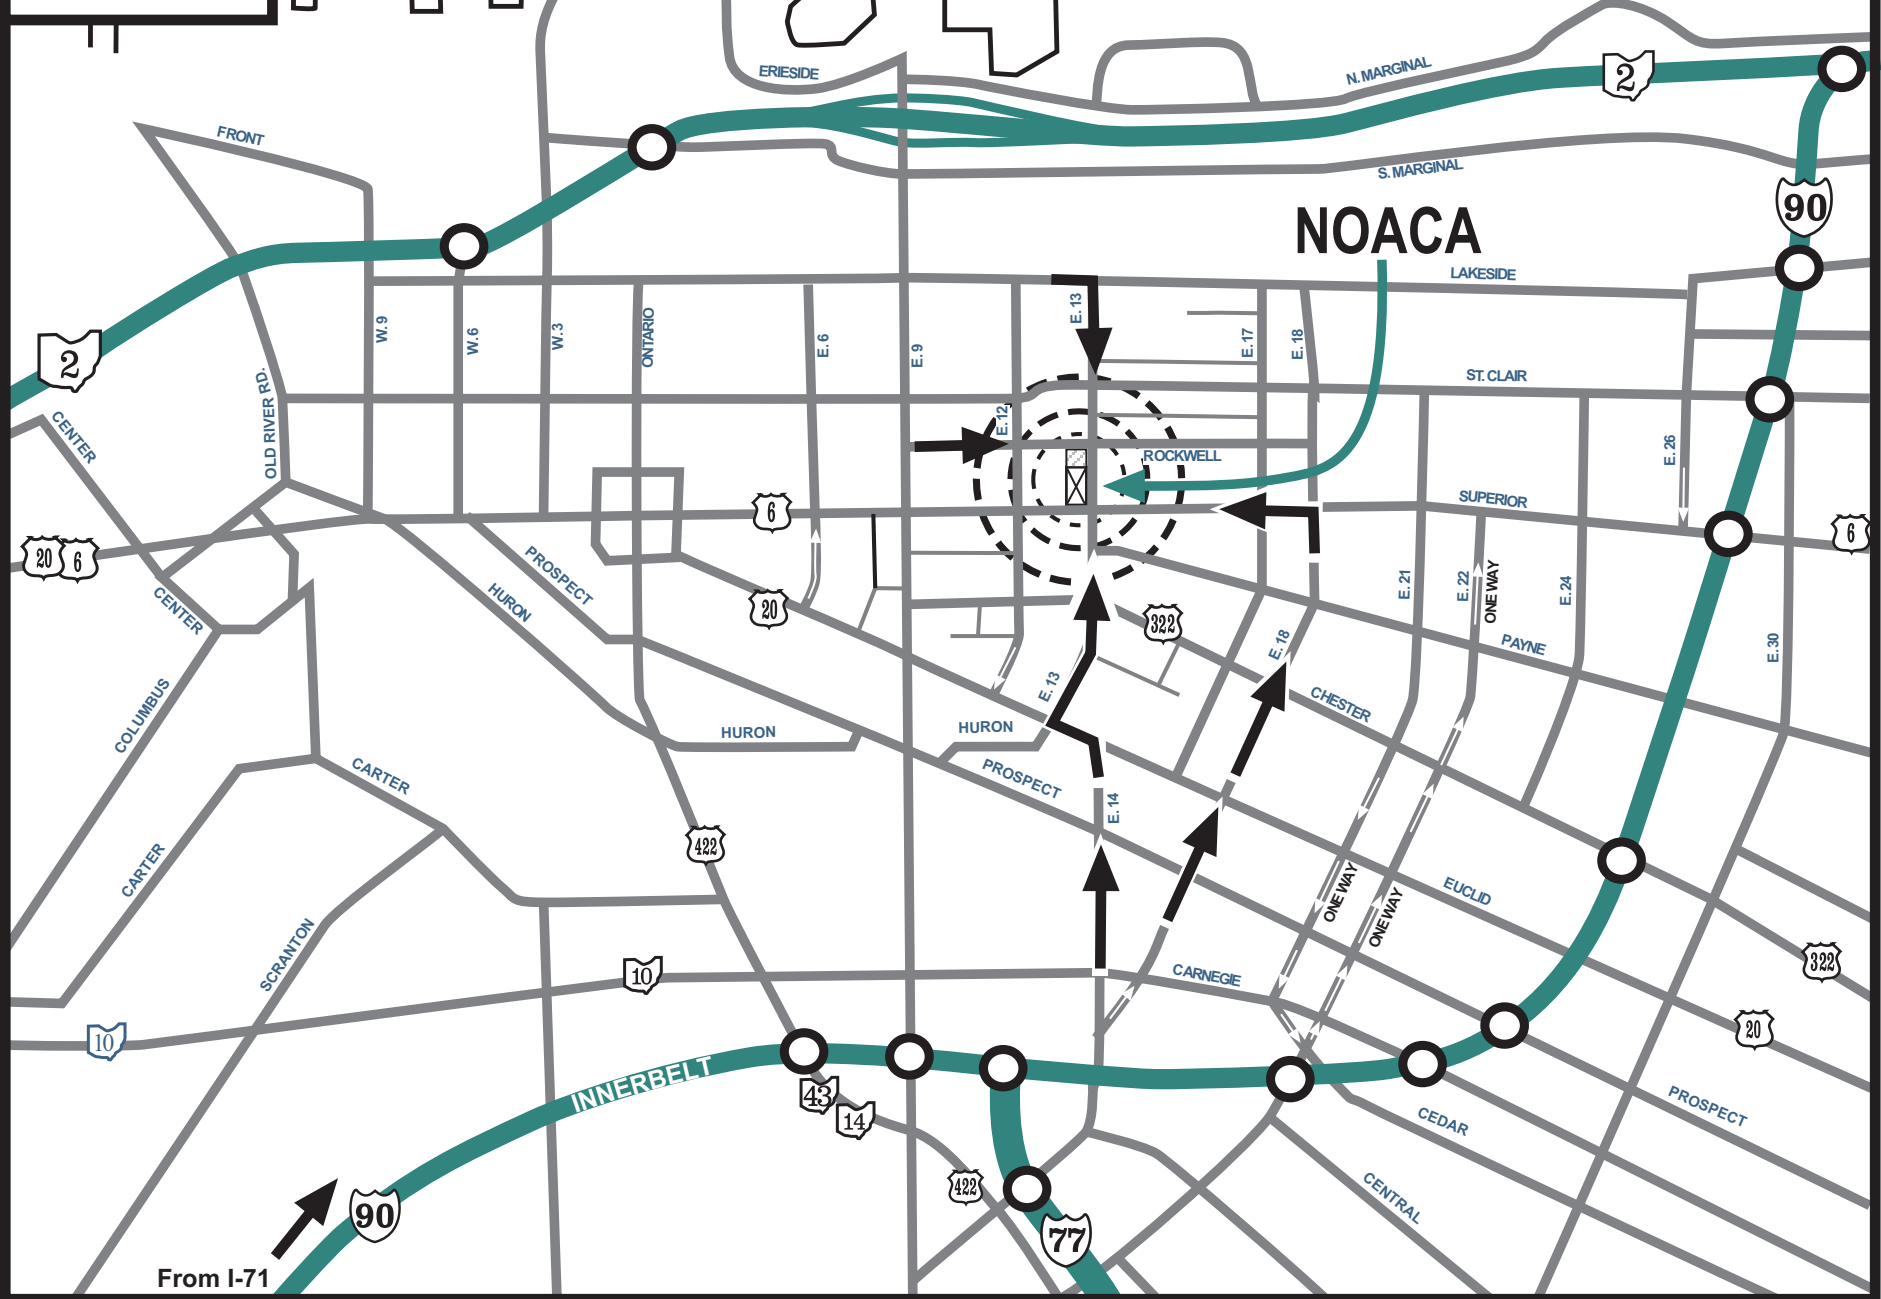 ERIESIDE
N. MARGINAL
2
FRONT
S. MARGINAL
90
NOACA
LAKESIDE
W. 9
W. 6
W. 3
ONTARIO
E. 6
E. 9
E. 13
E. 17
E. 18
2
ST. CLAIR
OLD RIVER RD.
CENTER
E. 12
ROCKWELL
E. 26
SUPERIOR
6
6
20
6
PROSPECT
HURON
CENTER
20
322
E. 21
E. 22
ONE WAY
E. 24
PAYNE
E. 30
E. 18
E. 13
COLUMBUS
CHESTER
HURON
HURON
CARTER
PROSPECT
E. 14
422
CARTER
ONE WAY
ONE WAY
EUCLID
SCRANTON
10
CARNEGIE
322
10
20
INNERBELT
43
14
PROSPECT
CEDAR
422
CENTRAL
90
77
From I-71